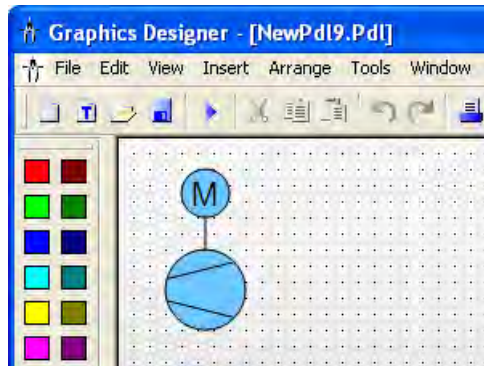 Graphics Designer - [NewPdl9.Pdl]
File Edit View Insert Arrange Tools Window
T
M